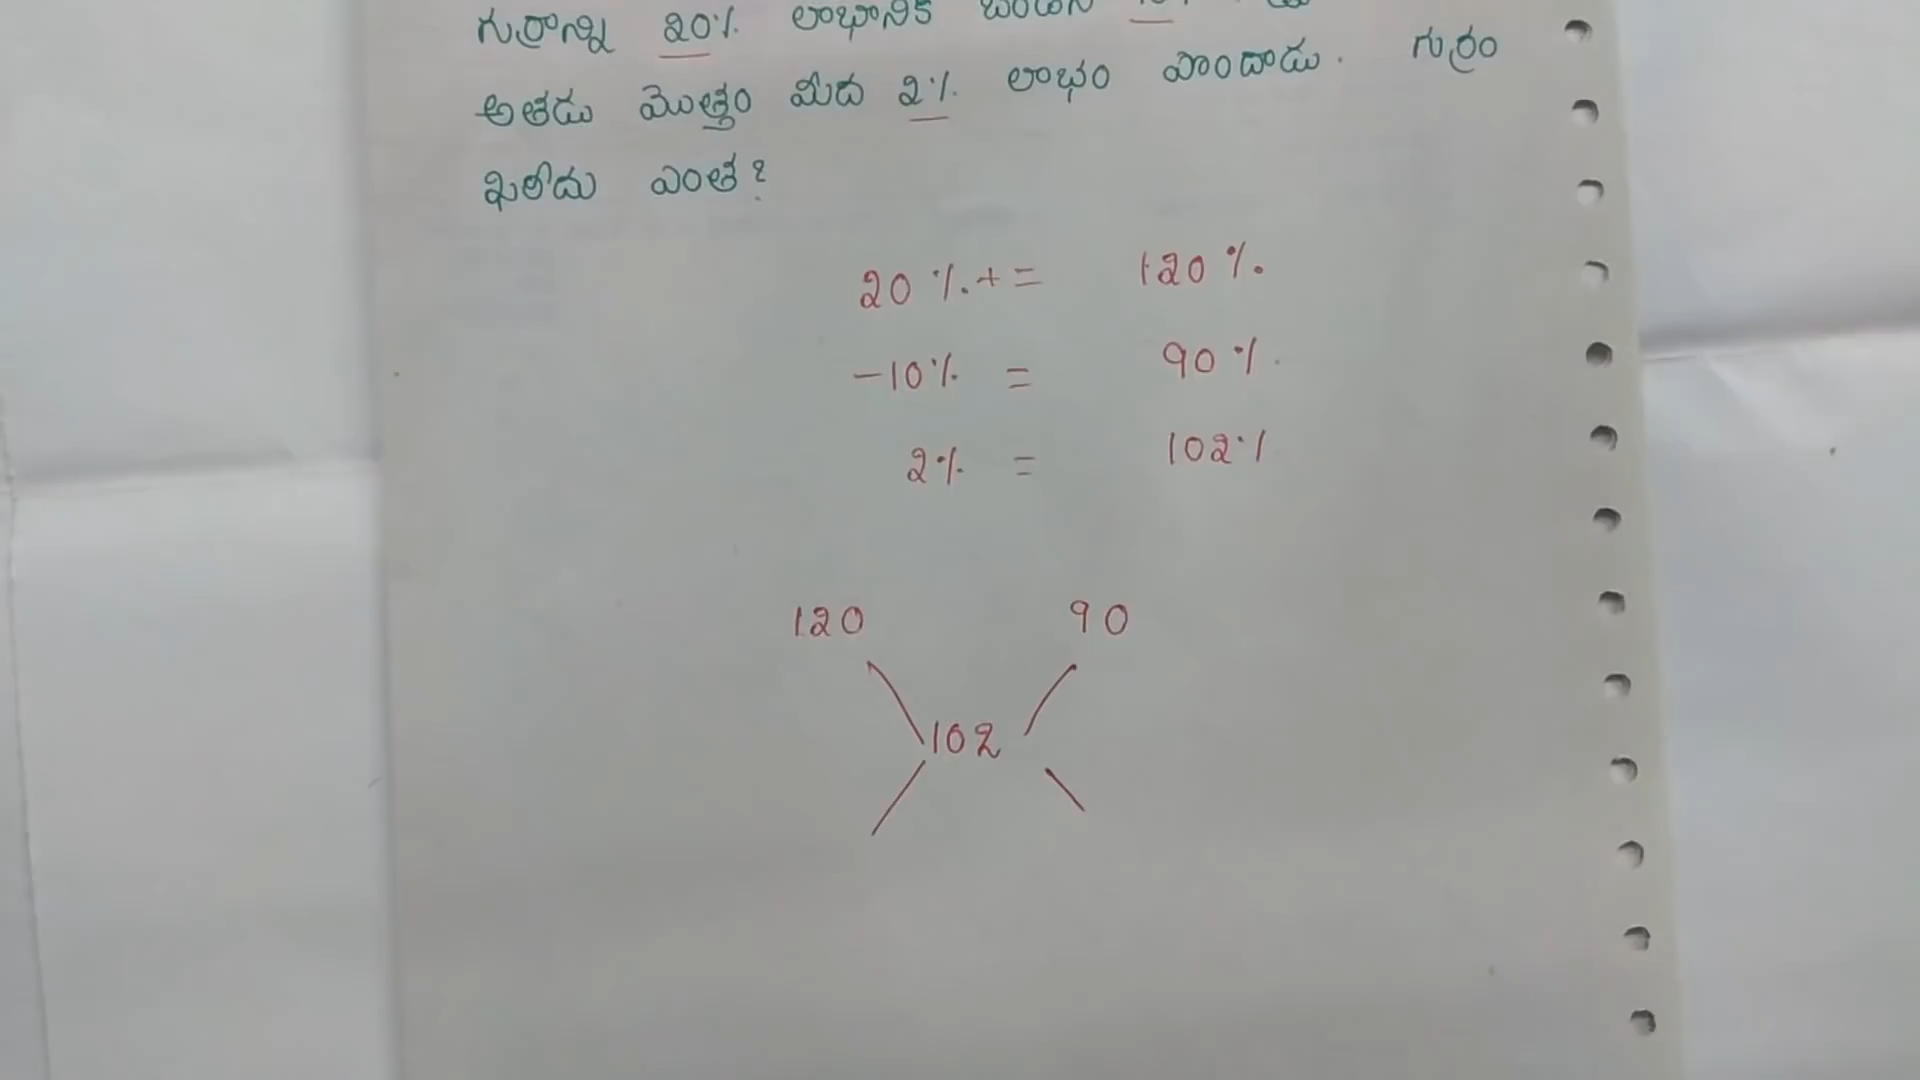 గుర్రాన్ని 20% లాభానికి బండిని
అతడు మొత్తం మీద 2% లాభం పొందాడు. గుర్రం
ఖరీదు ఎంత?
20%.+ = 120%.
-10% = 90%.
2% = 102%
120 90
102